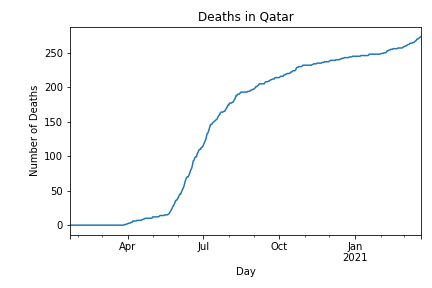 Deaths in Qatar
Number of Deaths
250
200
150
100
50
0
Apr
Jul
Oct
Jan
2021
Day